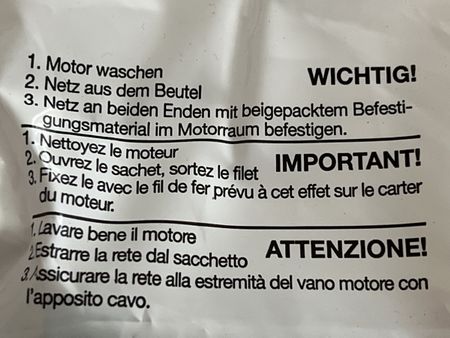 1. Motor waschen
WICHTIG!
2. Netz aus dem Beutel
3. Netz an beiden Enden mit beigepacktem Befesti-
gungsmaterial im Motorraum befestigen.
1. Nettoyez le moteur
2. Ouvrez le sachet, sortez le filet
IMPORTANT!
3. Fixez le avec le fil de fer prévu à cet effet sur le carter
du moteur.
1. Lavare bene il motore
2. Estrarre la rete dal sacchetto
ATTENZIONE!
3. Assicurare la rete alla estremità del vano motore con
l'apposito cavo.